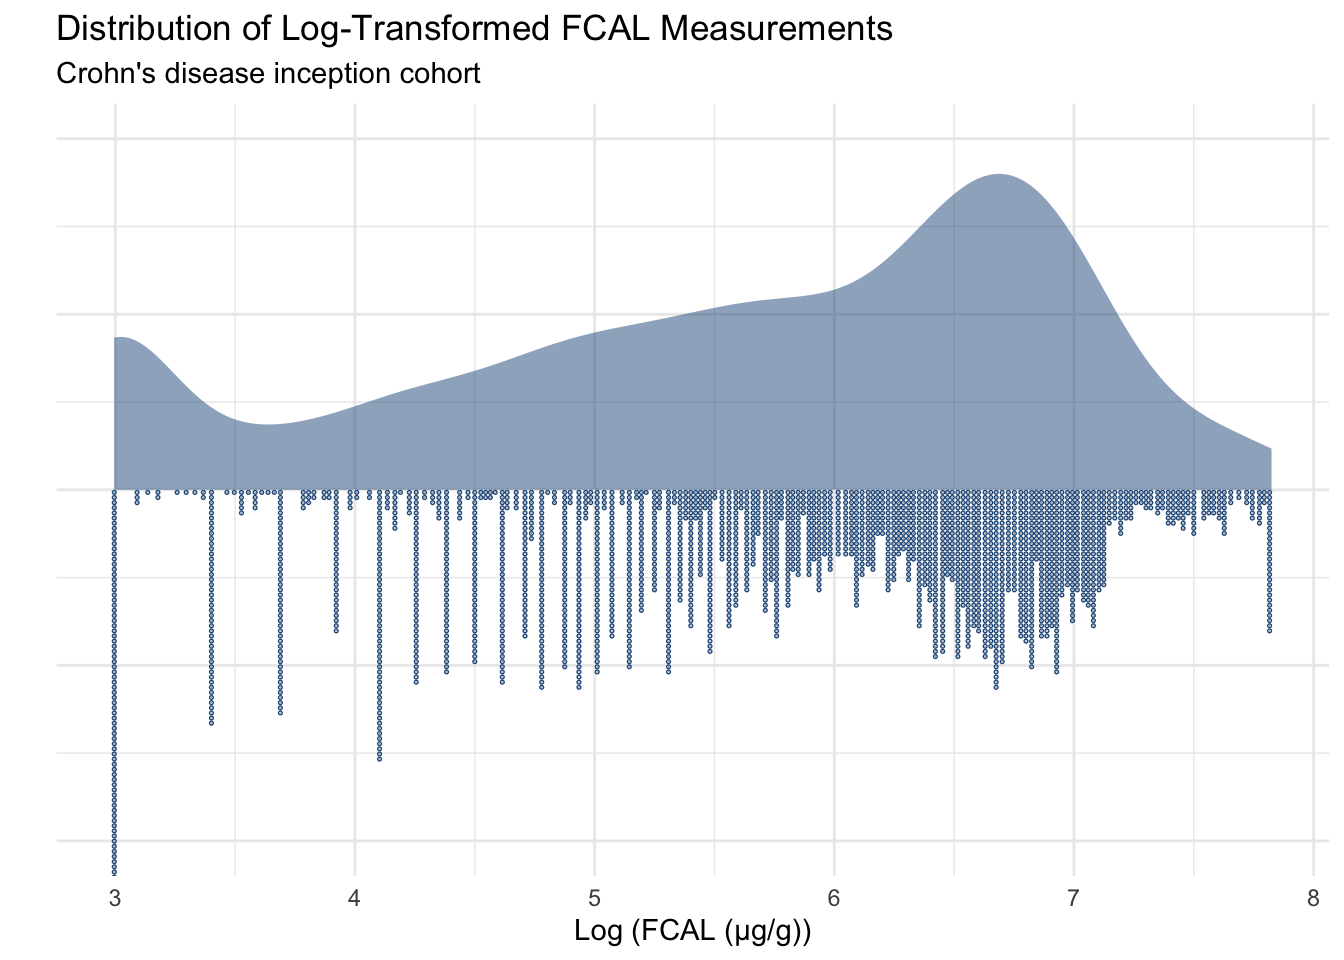 Distribution of Log-Transformed FCAL Measurements
Crohn's disease inception cohort
3 4 5 6 7 8
Log (FCAL (μg/g))